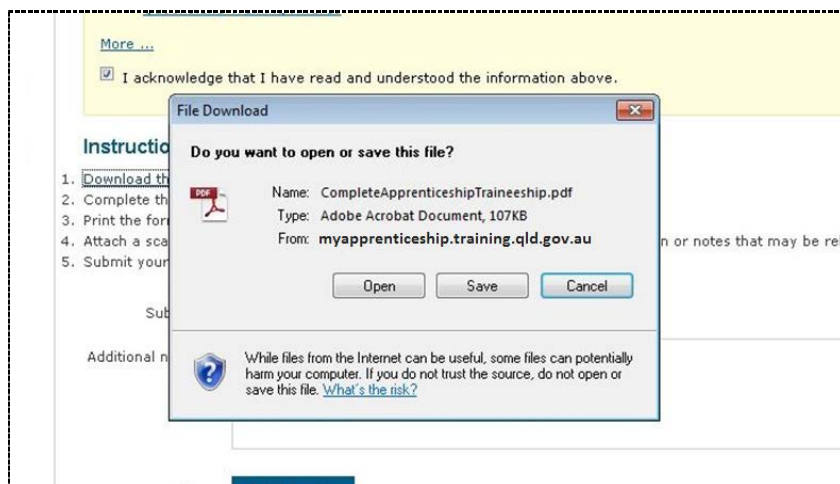 More ...
I acknowledge that I have read and understood the information above.
File Download
Instructio
Do you want to open or save this file?
1. Download th
PDF
Name: CompleteApprenticeshipTraineeship.pdf
2. Complete th
Type: Adobe Acrobat Document, 107KB
3. Print the for
From: myapprenticeship.training.qld.gov.au
4. Attach a sca
n or notes that may be rel
5. Submit your
Open Save Cancel
Sub
Additional n
While files from the Internet can be useful, some files can potentially
harm your computer. If you do not trust the source, do not open or
save this file. What's the risk?